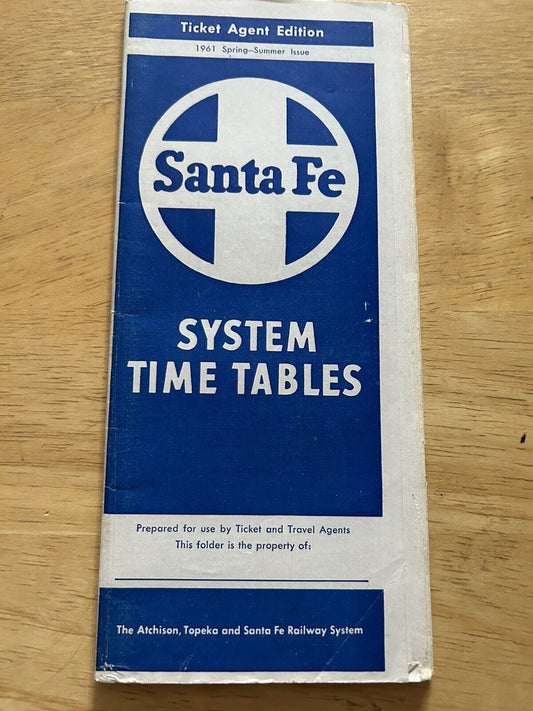 Ticket Agent Edition
1961 Spring–Summer Issue
Santa Fe
SYSTEM
TIME TABLES
Prepared for use by Ticket and Travel Agents
This folder is the property of:
The Atchison, Topeka and Santa Fe Railway System